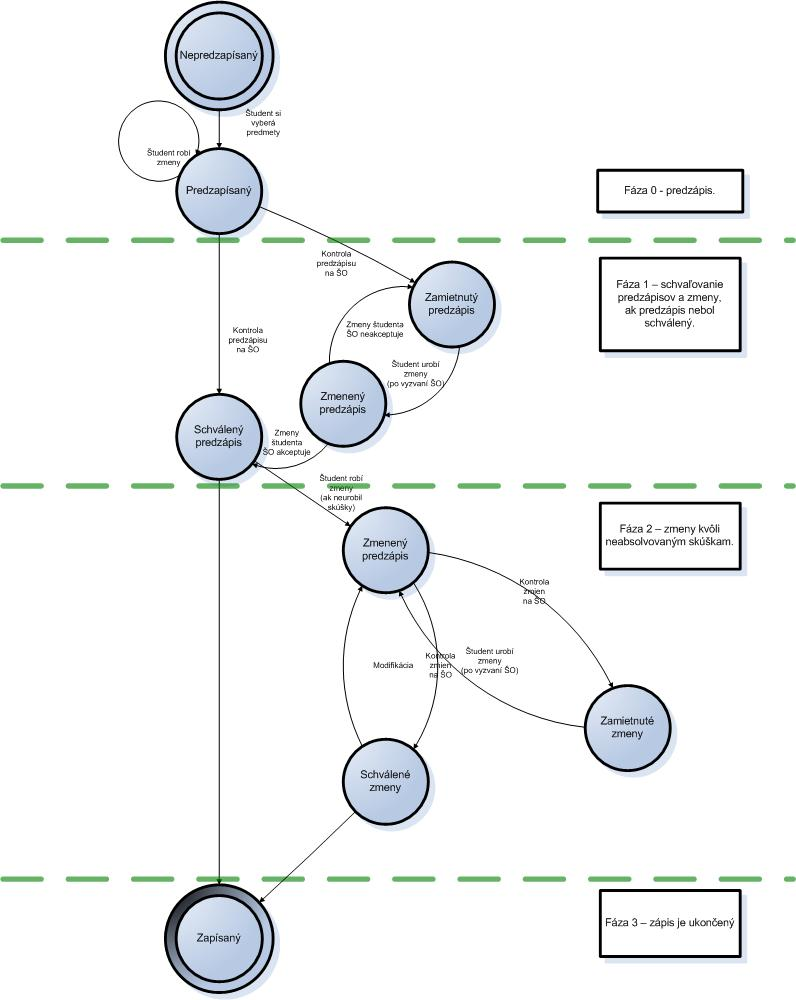 Nepredzapísaný
Študent si
vyberá
predmety
Študent robí
zmeny
Predzapísaný
Fáza 0 - predzápis.
Kontrola
predzápisu
na ŠO
Zamietnutý
predzápis
Fáza 1 – schvaľovanie
predzápisov a zmeny,
ak predzápis nebol
schválený.
Kontrola
predzápisu
na ŠO
Zmeny študenta
ŠO neakceptuje
Študent urobí
zmeny
(po vyzvaní ŠO)
Zmenený
predzápis
Schválený
predzápis
Zmeny
študenta
ŠO akceptuje
Študent robí
zmeny
(ak neurobil
skúšky)
Fáza 2 – zmeny kvôli
neabsolvovaným skúškam.
Zmenený
predzápis
Kontrola
zmien
na ŠO
Modifikácia
Kontrola
zmien
na ŠO
Študent urobí
zmeny
(po vyzvaní ŠO)
Zamietnuté
zmeny
Schválené
zmeny
Zapísaný
Fáza 3 – zápis je ukončený